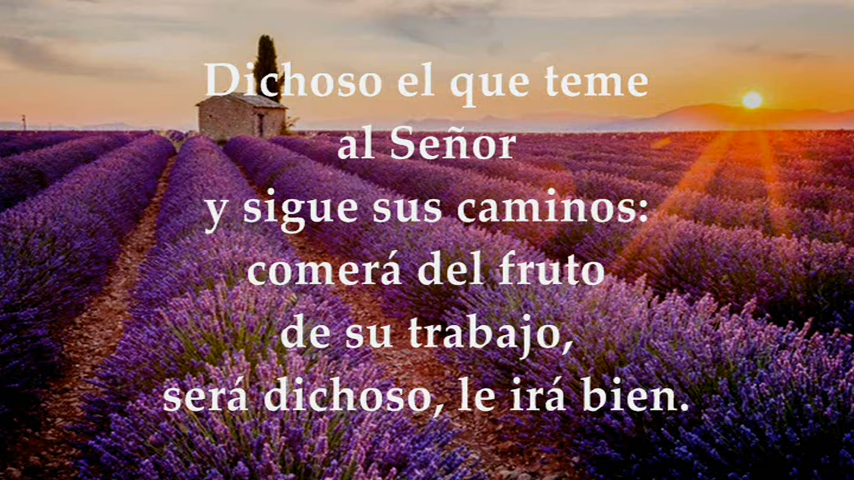 Dichoso el que teme
al Señor
y sigue sus caminos:
comerá del fruto
de su trabajo,
será dichoso, le irá bien.